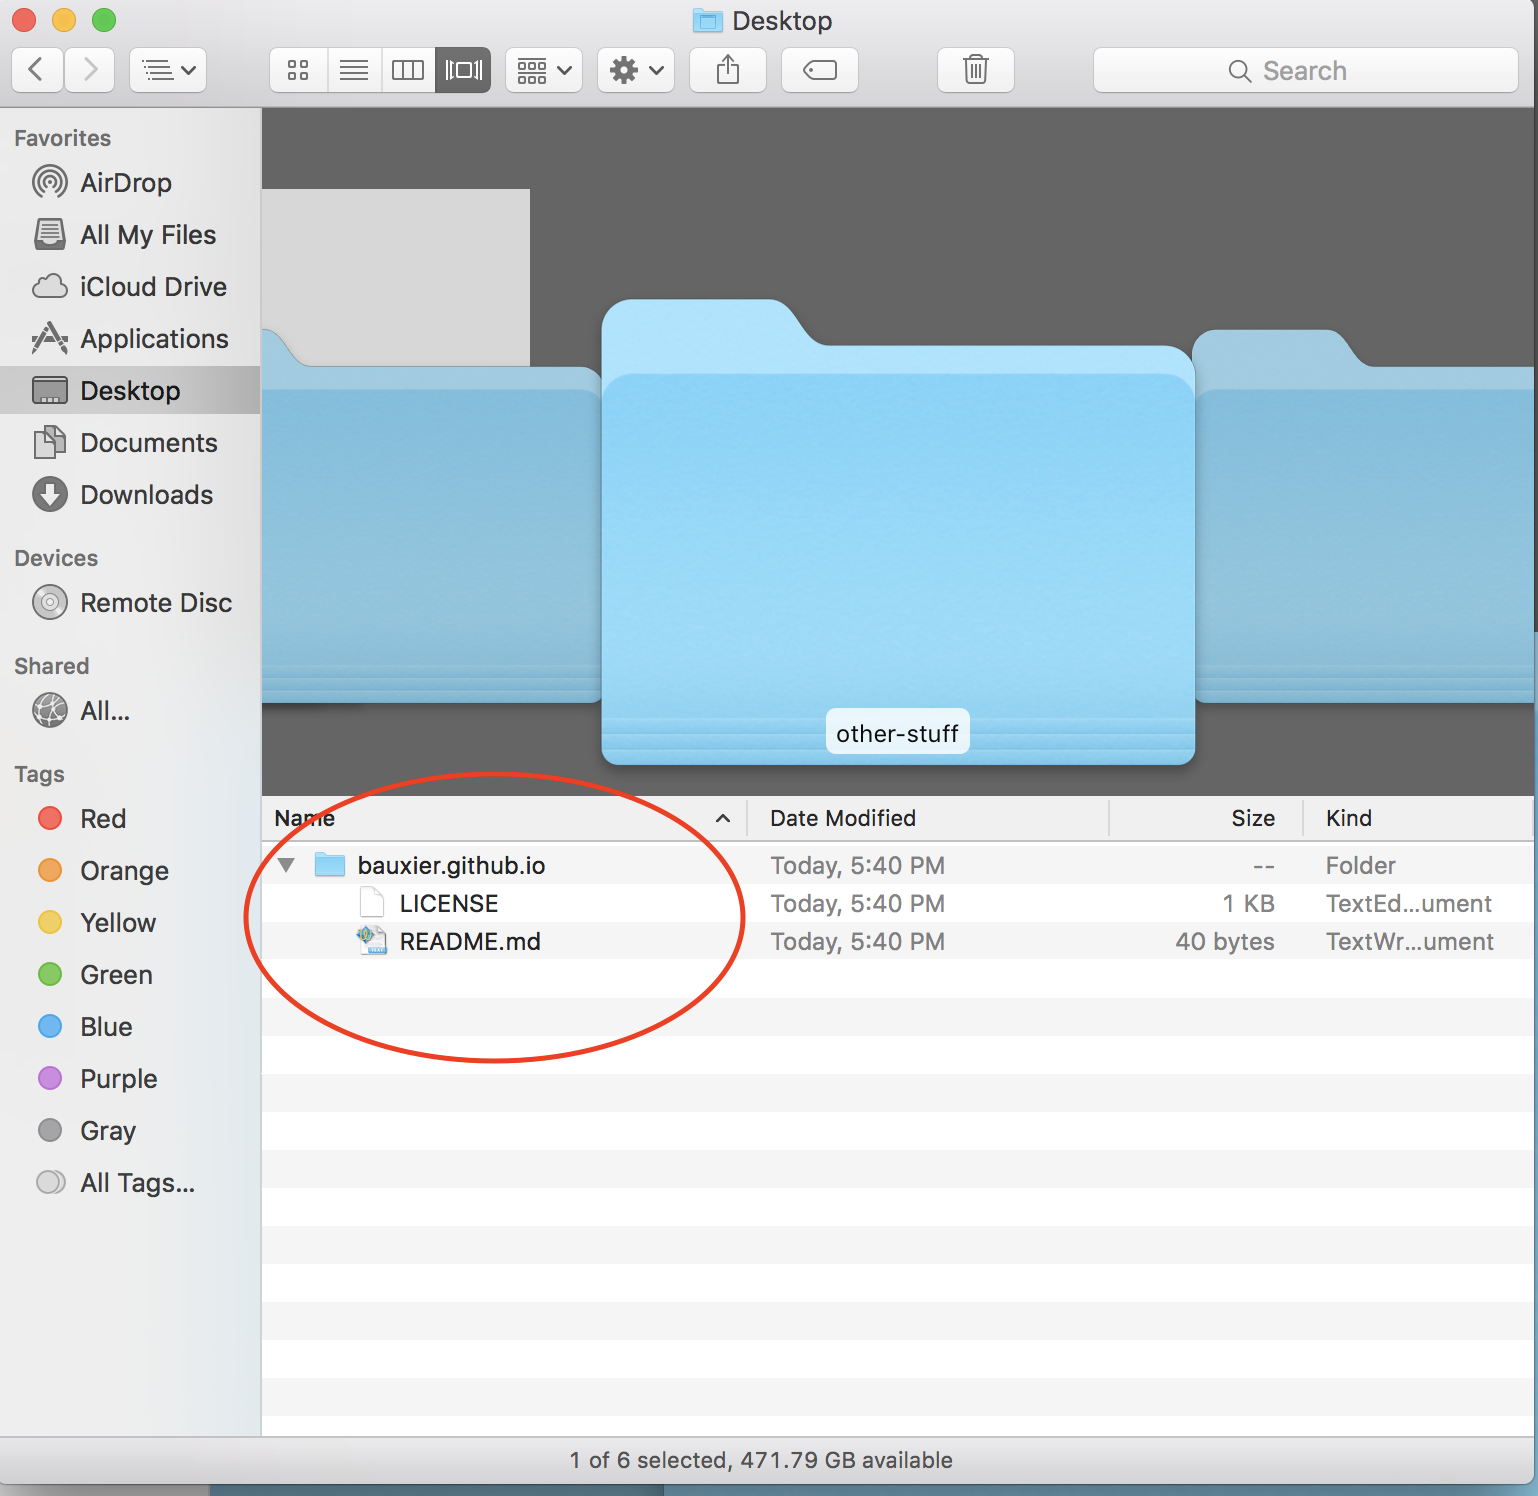 Desktop
Search
Favorites
AirDrop
All My Files
iCloud Drive
Applications
Desktop
Documents
Downloads
Devices
Remote Disc
Shared
All...
Tags
Red
Orange
Yellow
Green
Blue
Purple
Gray
All Tags...
other-stuff
Name Date Modified Size Kind
bauxier.github.io Today, 5:40 PM -- Folder
LICENSE Today, 5:40 PM 1 KB TextEd...ument
README.md Today, 5:40 PM 40 bytes TextWr...ument
1 of 6 selected, 471.79 GB available